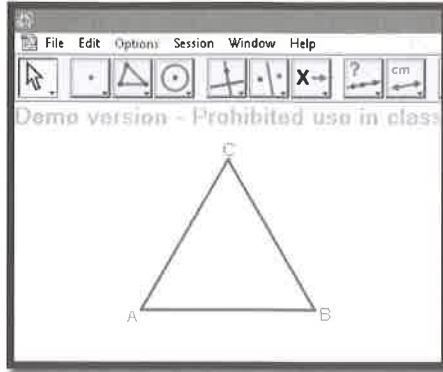 File Edit Options Session Window Help
X ? cm
Demo version - Prohibited use in class
C
A B